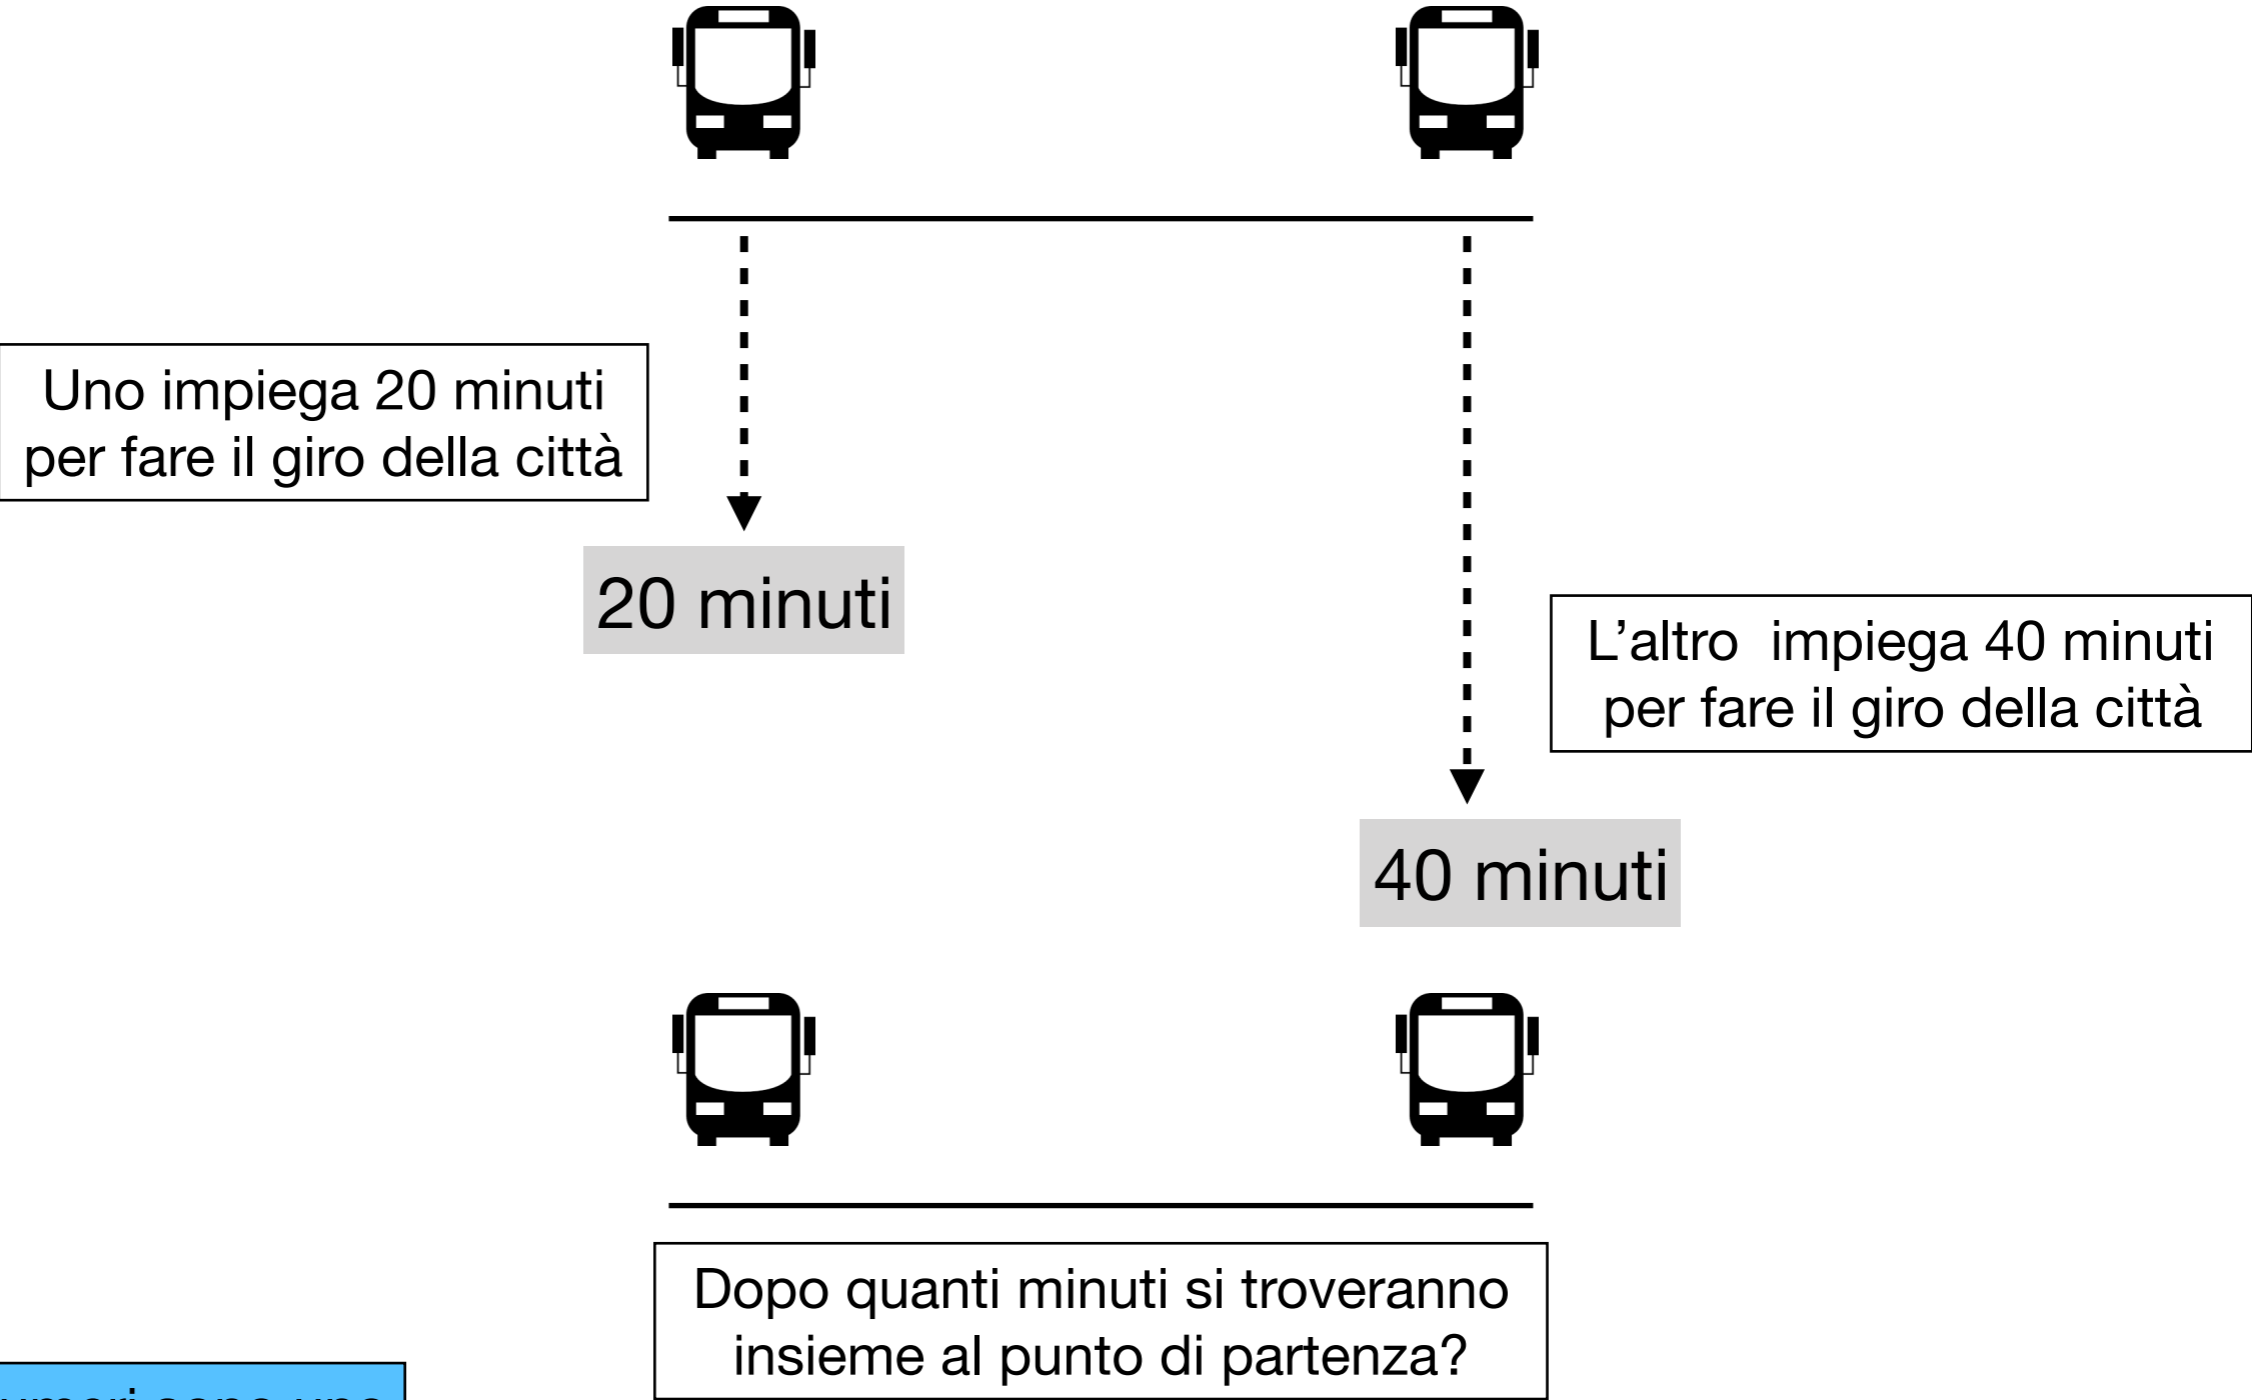 Uno impiega 20 minuti
per fare il giro della città
20 minuti
L’altro  impiega 40 minuti
per fare il giro della città
40 minuti
Dopo quanti minuti si troveranno
insieme al punto di partenza?
sono